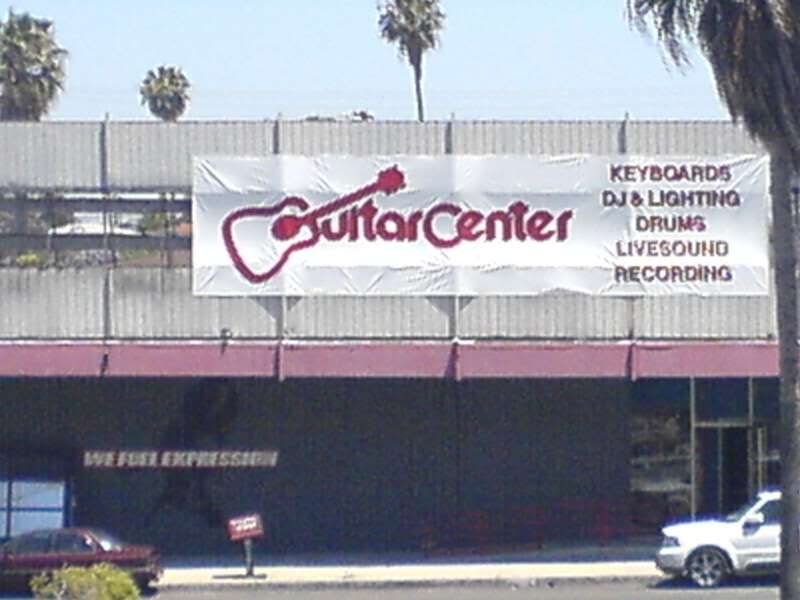 GuitarCenter
KEYBOARDS
DJ & LIGHTING
DRUMS
LIVESOUND
RECORDING
WE FUEL EXPRESSION